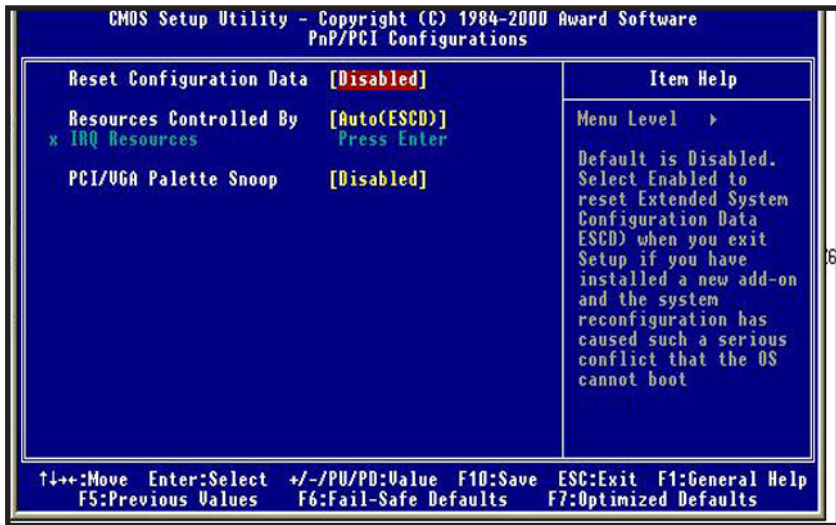 CMOS Setup Utility - Copyright (C) 1984-2000 Award Software
PnP/PCI Configurations
Reset Configuration Data [Disabled]
Resources Controlled By [Auto(ESCD)]
x IRQ Resources Press Enter
PCI/VGA Palette Snoop [Disabled]
Item Help
Menu Level ▸
Default is Disabled.
Select Enabled to
reset Extended System
Configuration Data
ESCD) when you exit
Setup if you have
installed a new add-on
and the system
reconfiguration has
caused such a serious
conflict that the OS
cannot boot
↑↓→←:Move Enter:Select +/-/PU/PD:Value F10:Save ESC:Exit F1:General Help
F5:Previous Values F6:Fail-Safe Defaults F7:Optimized Defaults